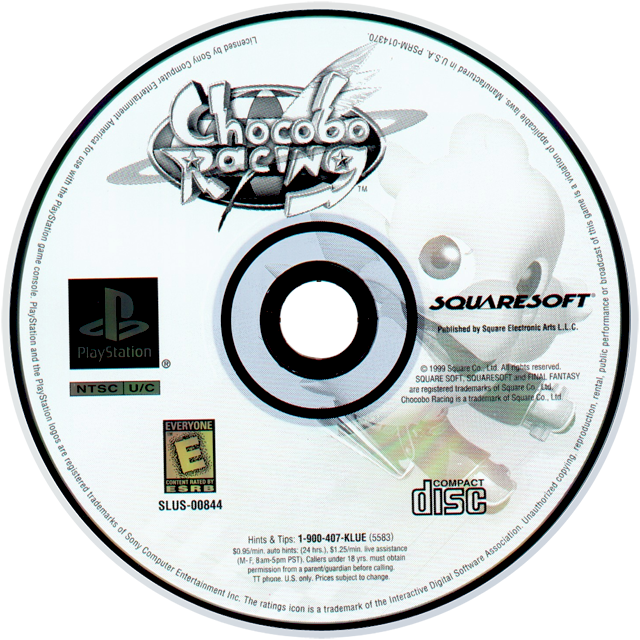 Chocobo
Racing™
PlayStation
®
NTSC U/C
EVERYONE
E
CONTENT RATED BY
ESRB
SLUS-00844
SQUARESOFT®
Published by Square Electronic Arts L.L.C.
© 1999 Square Co., Ltd. All rights reserved.
SQUARE SOFT, SQUARESOFT and FINAL FANTASY
are registered trademarks of Square Co., Ltd.
Chocobo Racing is a trademark of Square Co., Ltd.
COMPACT
disc
Hints & Tips: 1-900-407-KLUE (5583)
$0.95/min. auto hints: (24 hrs.), $1.25/min. live assistance
(M-F, 8am-5pm PST). Callers under 18 yrs. must obtain
permission from a parent/guardian before calling.
TT phone. U.S. only. Prices subject to change.
Licensed by Sony Computer Entertainment America for use with the PlayStation game console. PlayStation and the PlayStation logos are registered trademarks of Sony Computer Entertainment Inc. The ratings icon is a trademark of the Interactive Digital Software Association. Unauthorized copying, reproduction, rental, public performance or broadcast of this game is a violation of applicable laws. Manufactured in U.S.A. PSRM-014370.